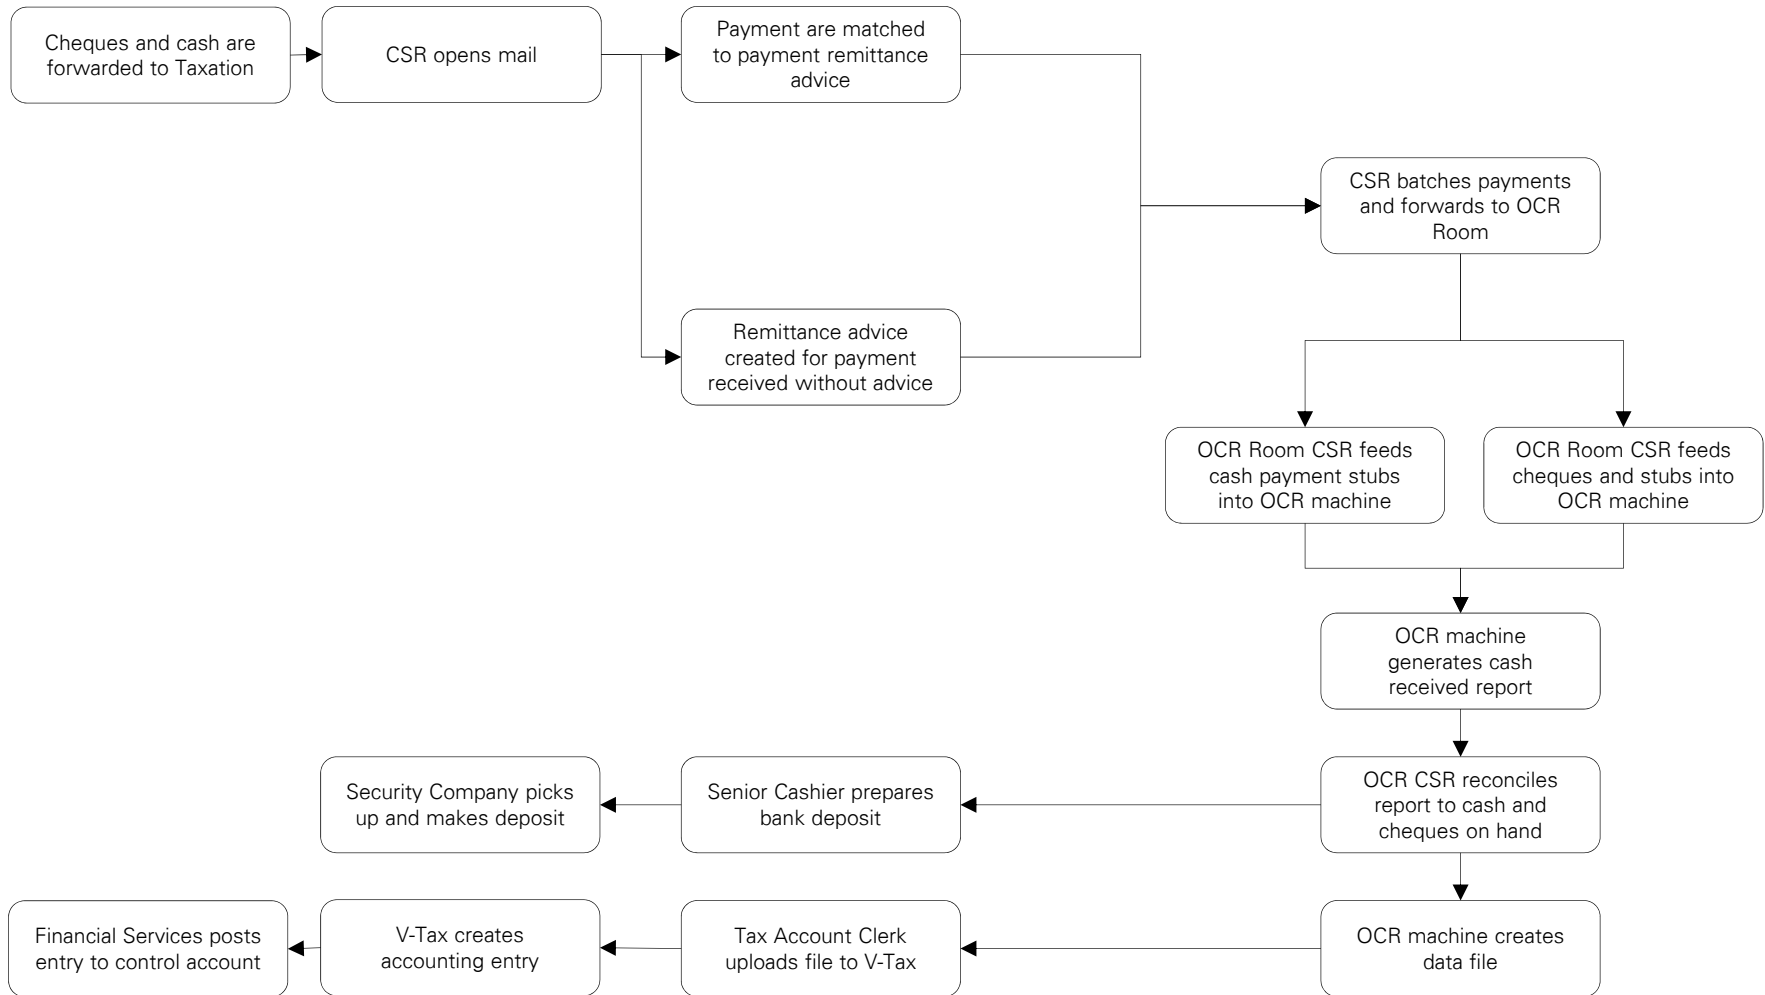 Cheques and cash are
forwarded to Taxation
CSR opens mail
Payment are matched
to payment remittance
advice
CSR batches payments
and forwards to OCR
Room
Remittance advice
created for payment
received without advice
OCR Room CSR feeds
cash payment stubs
into OCR machine
OCR Room CSR feeds
cheques and stubs into
OCR machine
OCR machine
generates cash
received report
Security Company picks
up and makes deposit
Senior Cashier prepares
bank deposit
OCR CSR reconciles
report to cash and
cheques on hand
Financial Services posts
entry to control account
V-Tax creates
accounting entry
Tax Account Clerk
uploads file to V-Tax
OCR machine creates
data file